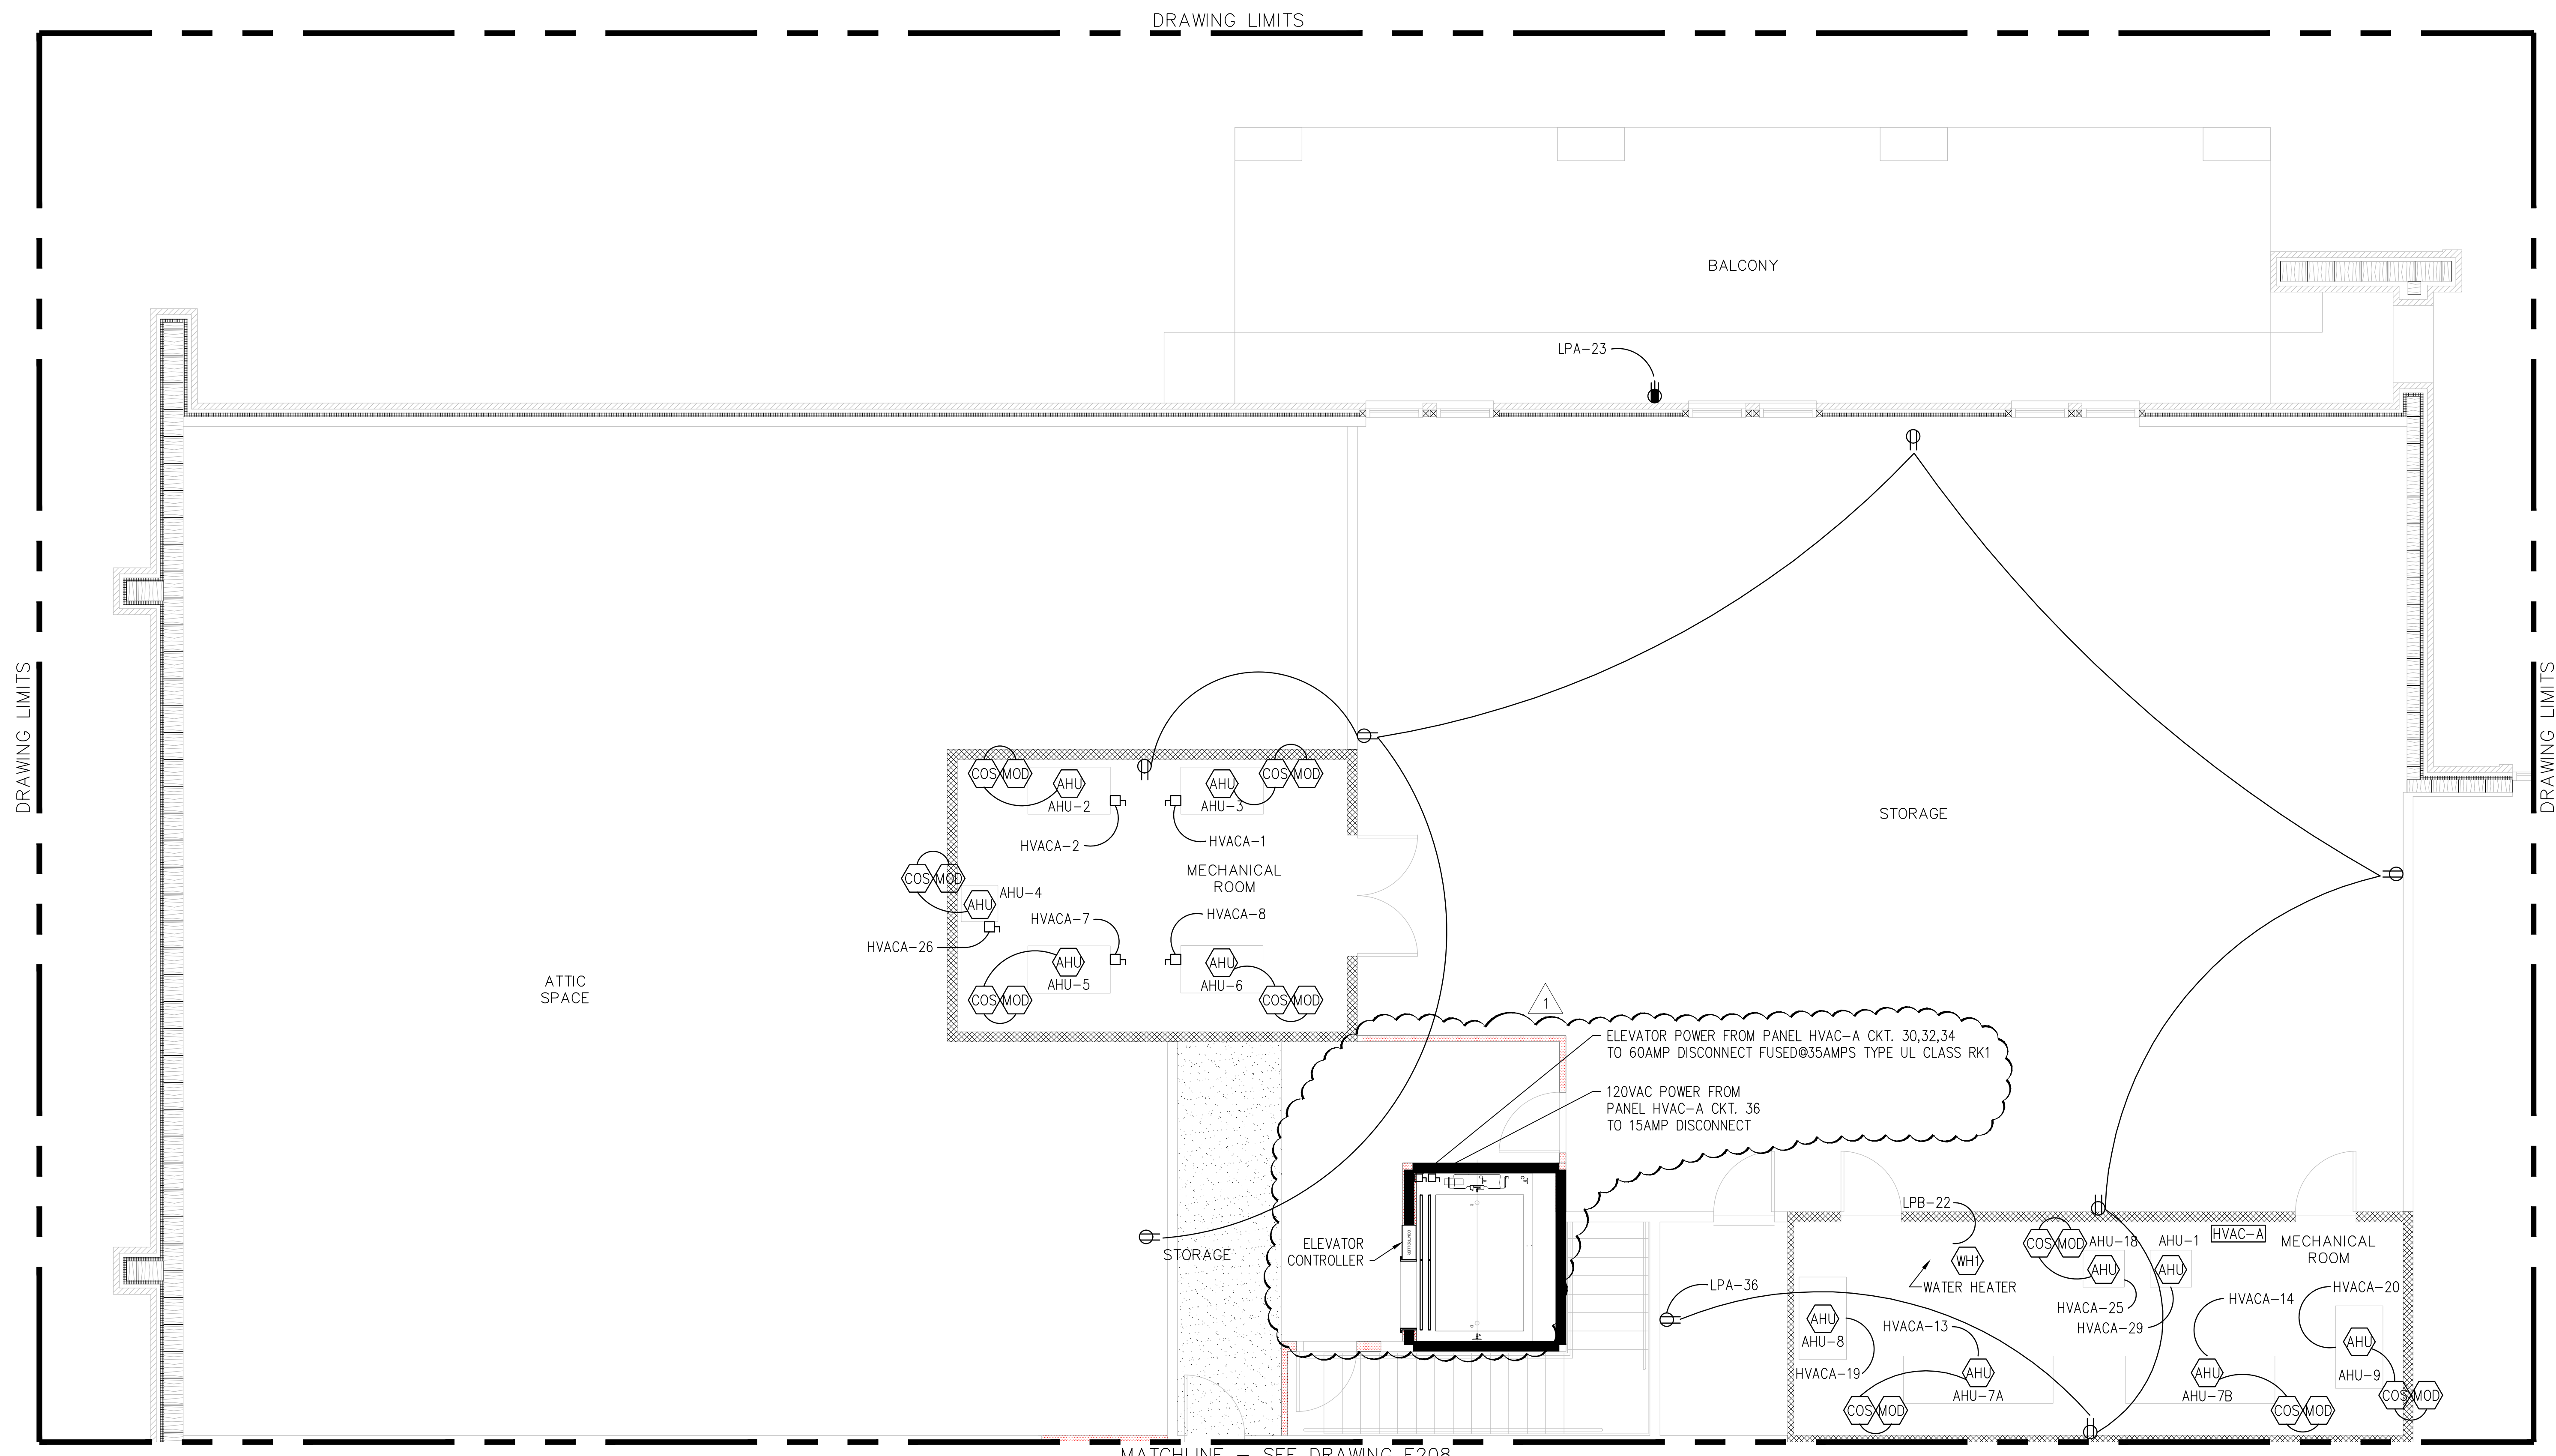 DRAWING LIMITS
BALCONY
LPA-23
DRAWING LIMITS
DRAWING LIMITS
COS MOD
AHU
AHU-2
AHU
AHU-3
COS MOD
HVACA-2
HVACA-1
STORAGE
MECHANICAL
ROOM
COS MOD
AHU
AHU-4
HVACA-7
HVACA-8
HVACA-26
AHU
AHU-5
AHU
AHU-6
COS MOD
COS MOD
ATTIC
SPACE
1
ELEVATOR POWER FROM PANEL HVAC-A CKT. 30,32,34
TO 60AMP DISCONNECT FUSED@35AMPS TYPE UL CLASS RK1
120VAC POWER FROM
PANEL HVAC-A CKT. 36
TO 15AMP DISCONNECT
STORAGE
ELEVATOR
CONTROLLER
CONTROLLER
LPA-36
LPB-22
WH1
WATER HEATER
COS MOD
AHU-18
AHU
AHU-1
AHU
HVAC-A
MECHANICAL
ROOM
HVACA-25
HVACA-29
HVACA-14
HVACA-20
AHU
AHU-8
HVACA-13
HVACA-19
AHU
AHU-7A
COS MOD
AHU
AHU-7B
COS MOD
AHU
AHU-9
COS MOD
MATCHLINE - SEE DRAWING E208